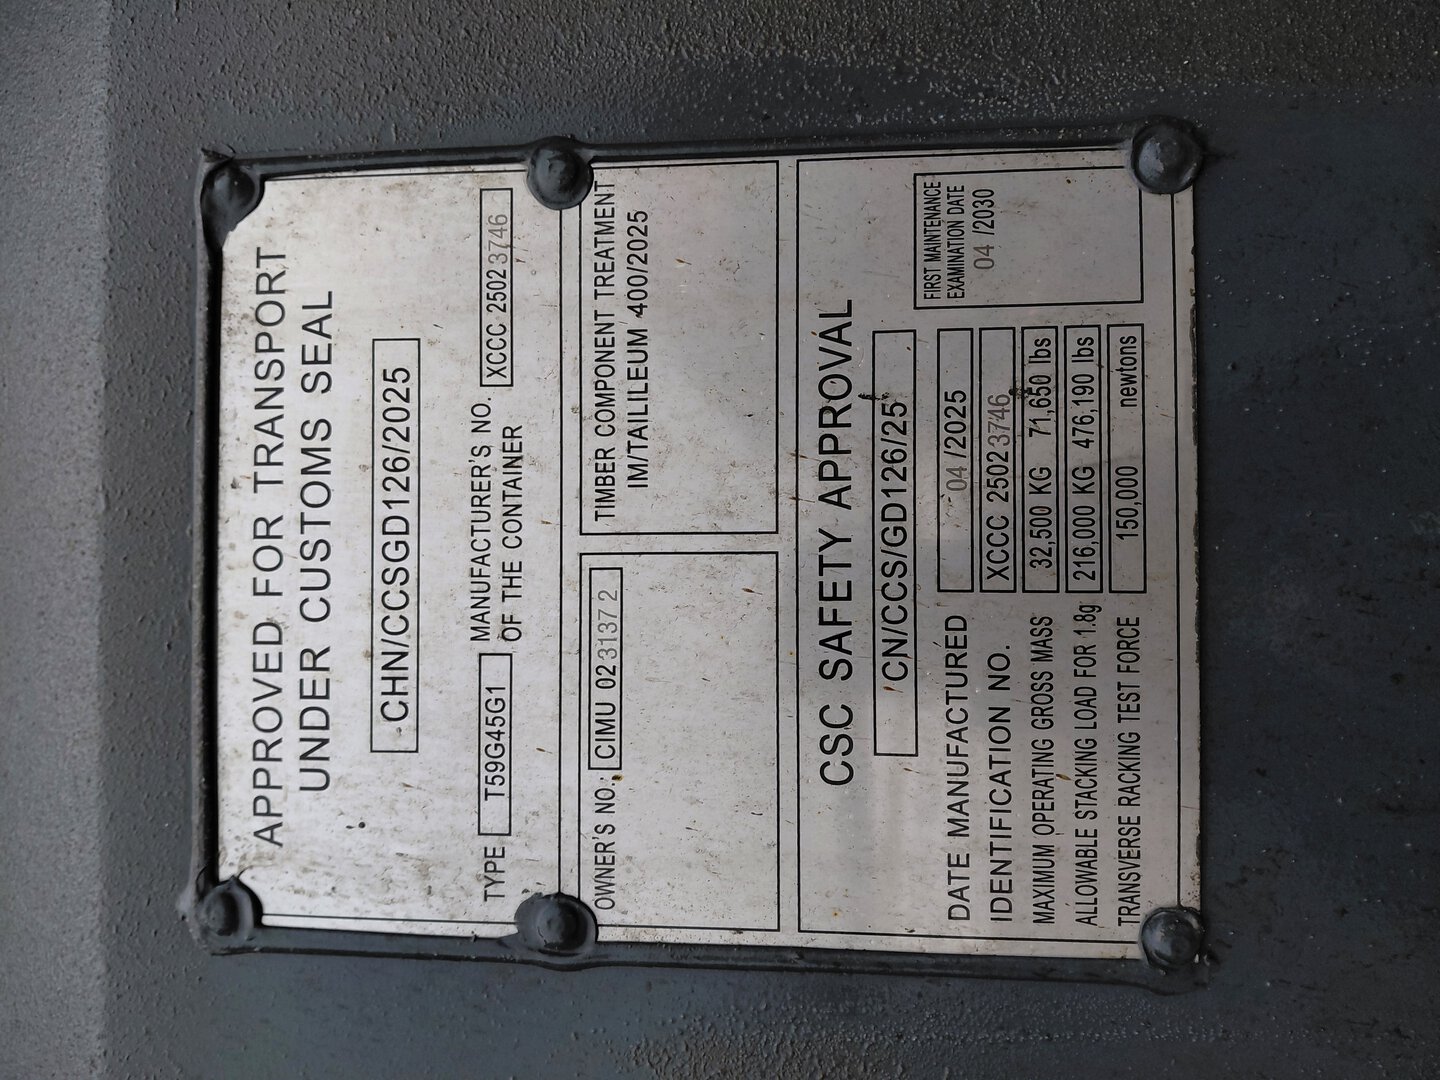 APPROVED FOR TRANSPORT
UNDER CUSTOMS SEAL
CHN/CCSGD126/2025
TYPE T59G45G1 MANUFACTURER'S NO. OF THE CONTAINER XCCC 2502 3746
OWNER'S NO.: CIMU 02 3137 2
TIMBER COMPONENT TREATMENT
IM/TAILILEUM 400/2025
CSC SAFETY APPROVAL
CN/CCS/GD126/25
DATE MANUFACTURED 04 /2025
IDENTIFICATION NO. XCCC 2502 3746
MAXIMUM OPERATING GROSS MASS 32,500 KG 71,650 lbs
ALLOWABLE STACKING LOAD FOR 1.8g 216,000 KG 476,190 lbs
TRANSVERSE RACKING TEST FORCE 150,000 newtons
FIRST MAINTENANCE
EXAMINATION DATE
04 /2030